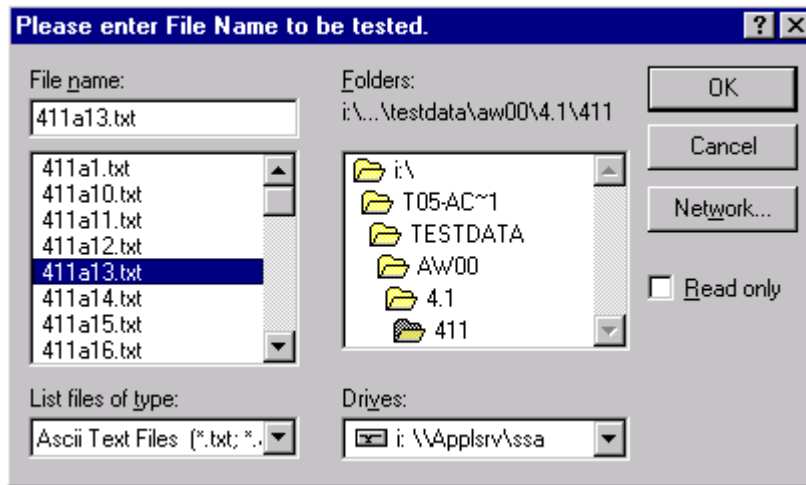 Please enter File Name to be tested.
File name:
411a13.txt
411a1.txt
411a10.txt
411a11.txt
411a12.txt
411a13.txt
411a14.txt
411a15.txt
411a16.txt
List files of type:
Ascii Text Files (*.txt; *.
Folders:
i:\...\testdata\aw00\4.1\411
i:\
T05-AC~1
TESTDATA
AW00
4.1
411
Drives:
i: \\Applsrv\ssa
OK
Cancel
Network...
Read only